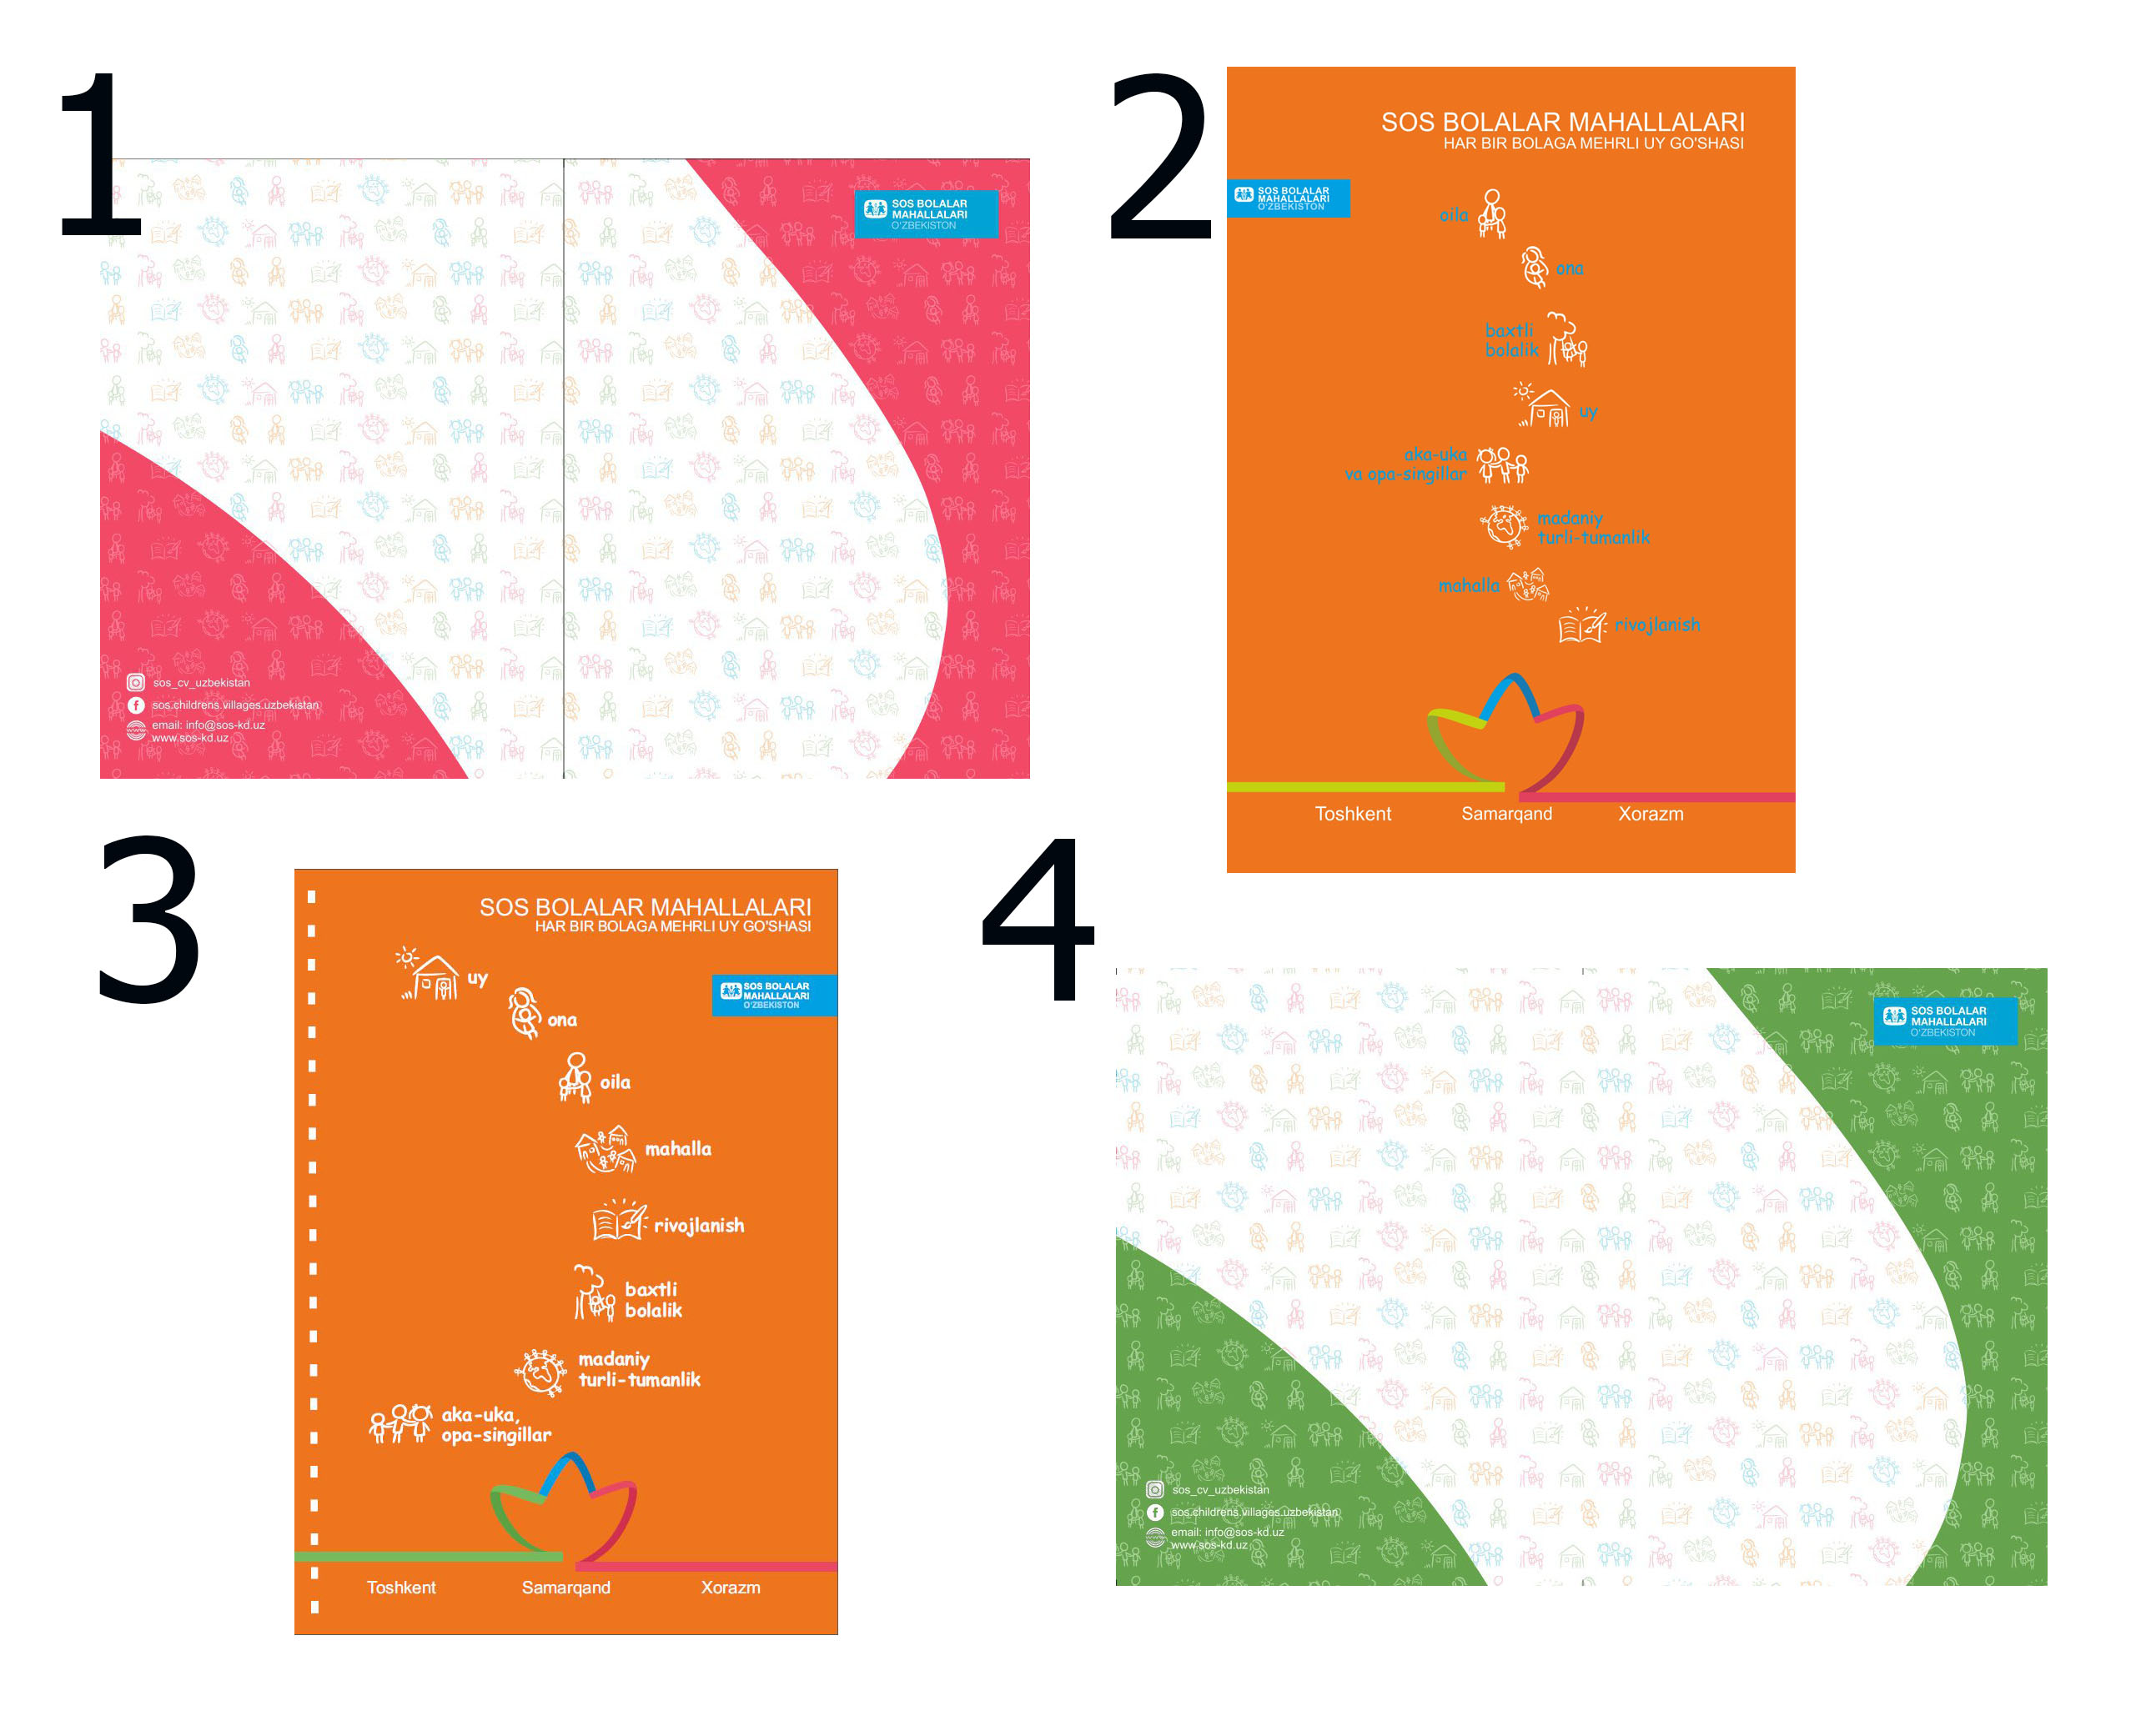 1
SOS BOLALAR
MAHALLALARI
O'ZBEKISTON
sos_cv_uzbekistan
sos.childrens.villages.uzbekistan
email: info@sos-kd.uz
www
www.sos-kd.uz
2
SOS BOLALAR MAHALLALARI
HAR BIR BOLAGA MEHRLI UY GO'SHASI
SOS BOLALAR
MAHALLALARI
O'ZBEKISTON
oila
ona
baxtli
bolalik
uy
aka-uka
va opa-singillar
madaniy
turli-tumanlik
mahalla
rivojlanish
Toshkent Samarqand Xorazm
3
SOS BOLALAR MAHALLALARI
HAR BIR BOLAGA MEHRLI UY GO'SHASI
SOS BOLALAR
MAHALLALARI
O'ZBEKISTON
uy
ona
oila
mahalla
rivojlanish
baxtli
bolalik
madaniy
turli-tumanlik
aka-uka,
opa-singillar
Toshkent Samarqand Xorazm
4
SOS BOLALAR
MAHALLALARI
O'ZBEKISTON
sos_cv_uzbekistan
sos.childrens.villages.uzbekistan
email: info@sos-kd.uz
www
www.sos-kd.uz